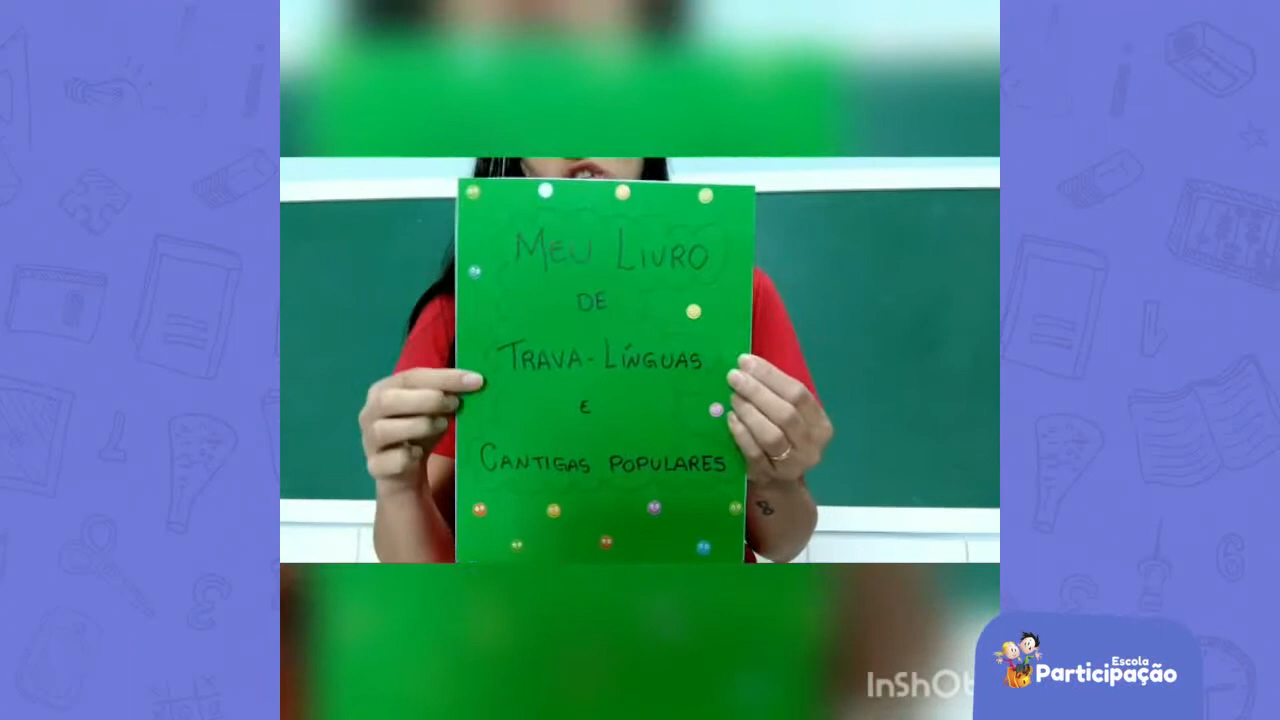 MEU LIVRO
DE
TRAVA-LÍNGUAS
E
CANTIGAS POPULARES
InShOt
Escola
Participação